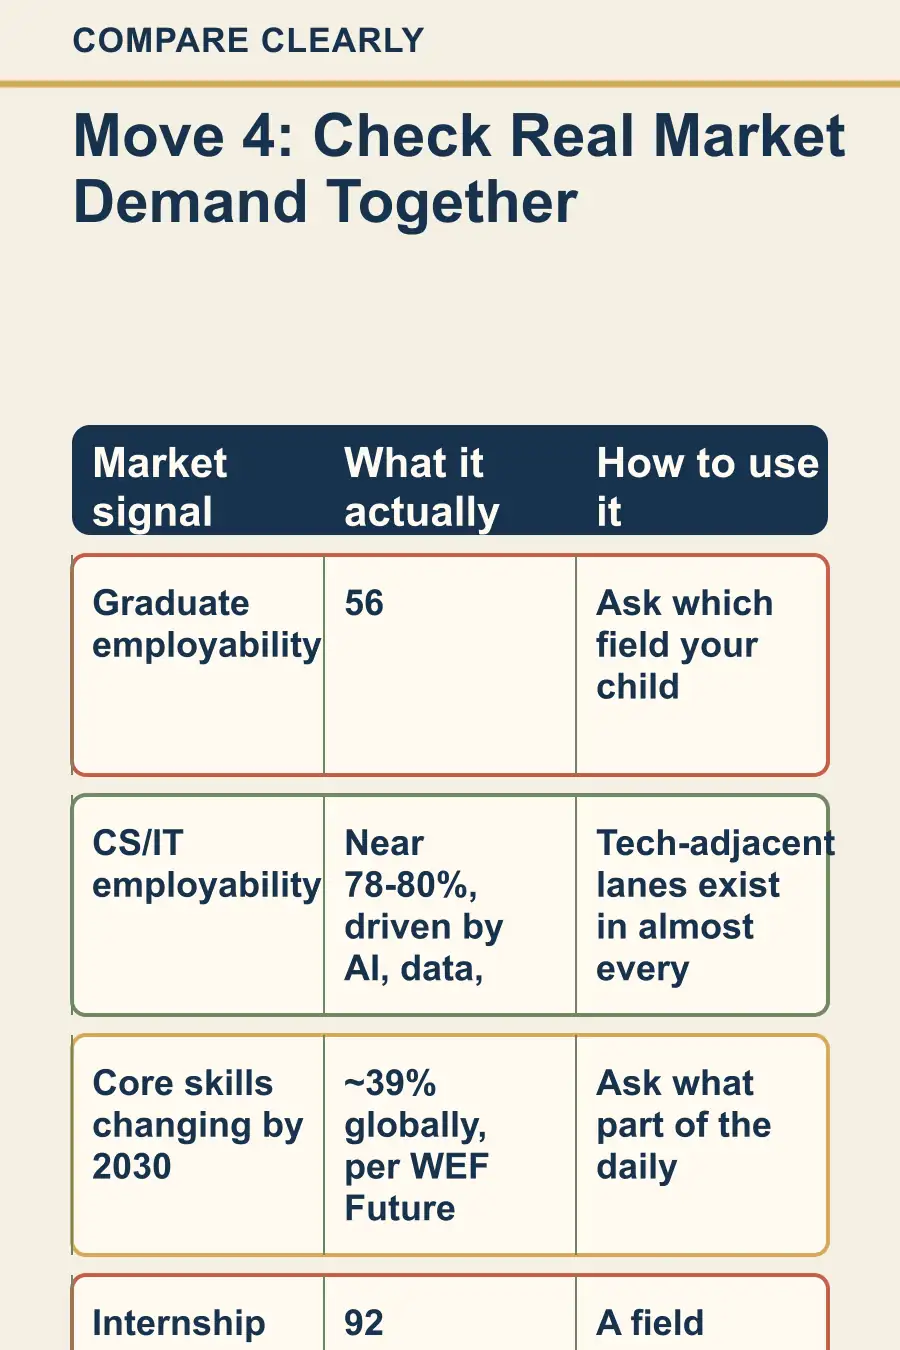 COMPARE CLEARLY
Move 4: Check Real Market
Demand Together
Market
signal
What it
actually
How to use
it
Graduate
employability
56
Ask which
field your
child
CS/IT
employability
Near
78-80%,
driven by
AI, data,
Tech-adjacent
lanes exist
in almost
every
Core skills
changing by
2030
~39%
globally,
per WEF
Future
Ask what
part of the
daily
Internship
92
A field